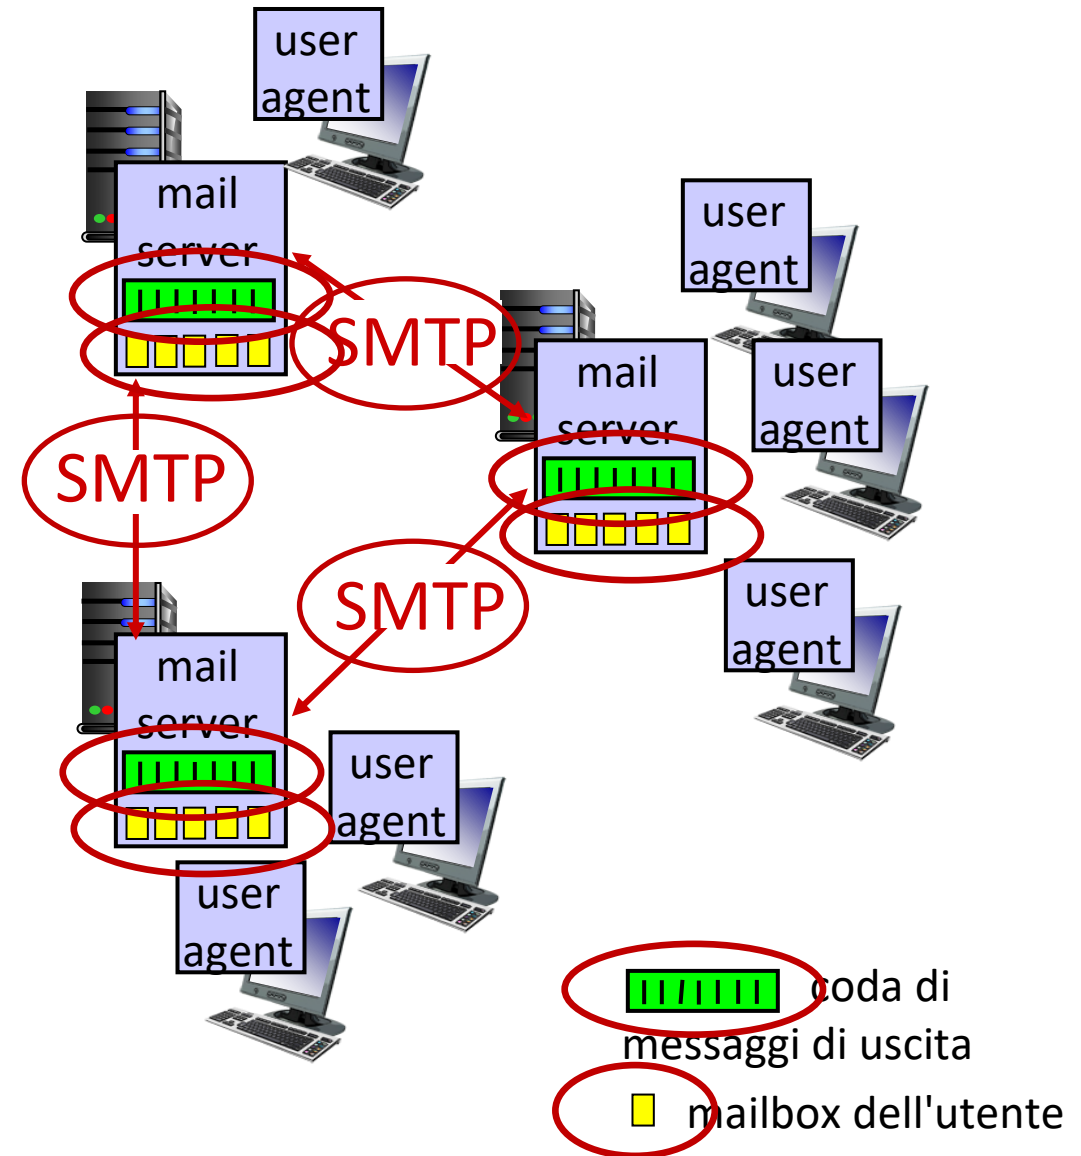 user
agent
mail
server
user
agent
SMTP
mail
server
user
agent
SMTP
SMTP
user
agent
mail
server
user
agent
user
agent
coda di
messaggi di uscita
mailbox dell'utente